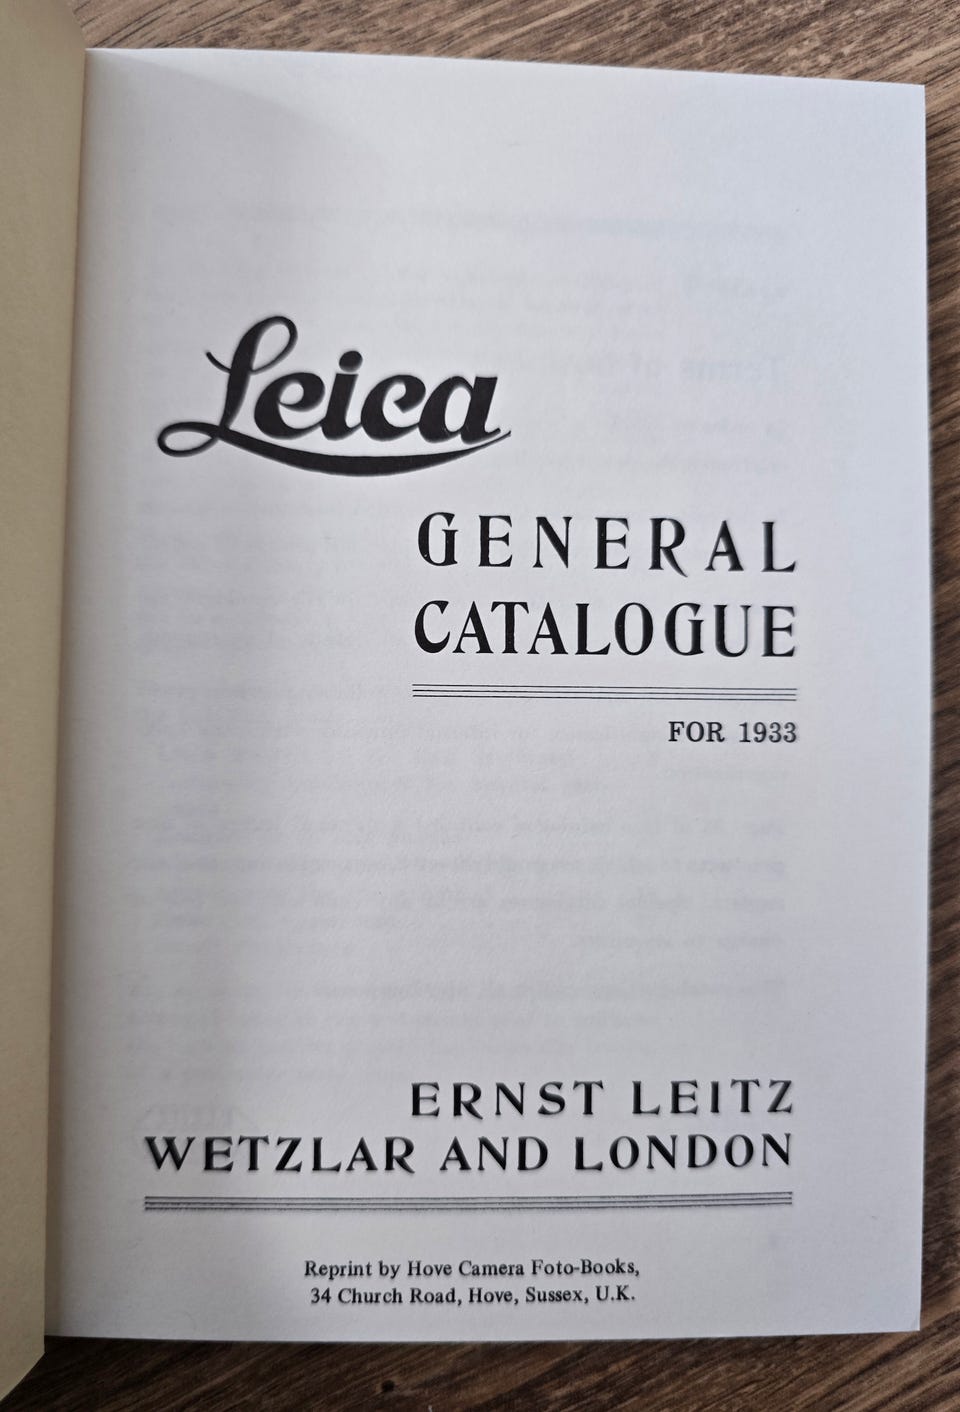 Leica
GENERAL
CATALOGUE
FOR 1933
ERNST LEITZ
WETZLAR AND LONDON
Reprint by Hove Camera Foto-Books,
34 Church Road, Hove, Sussex, U.K.